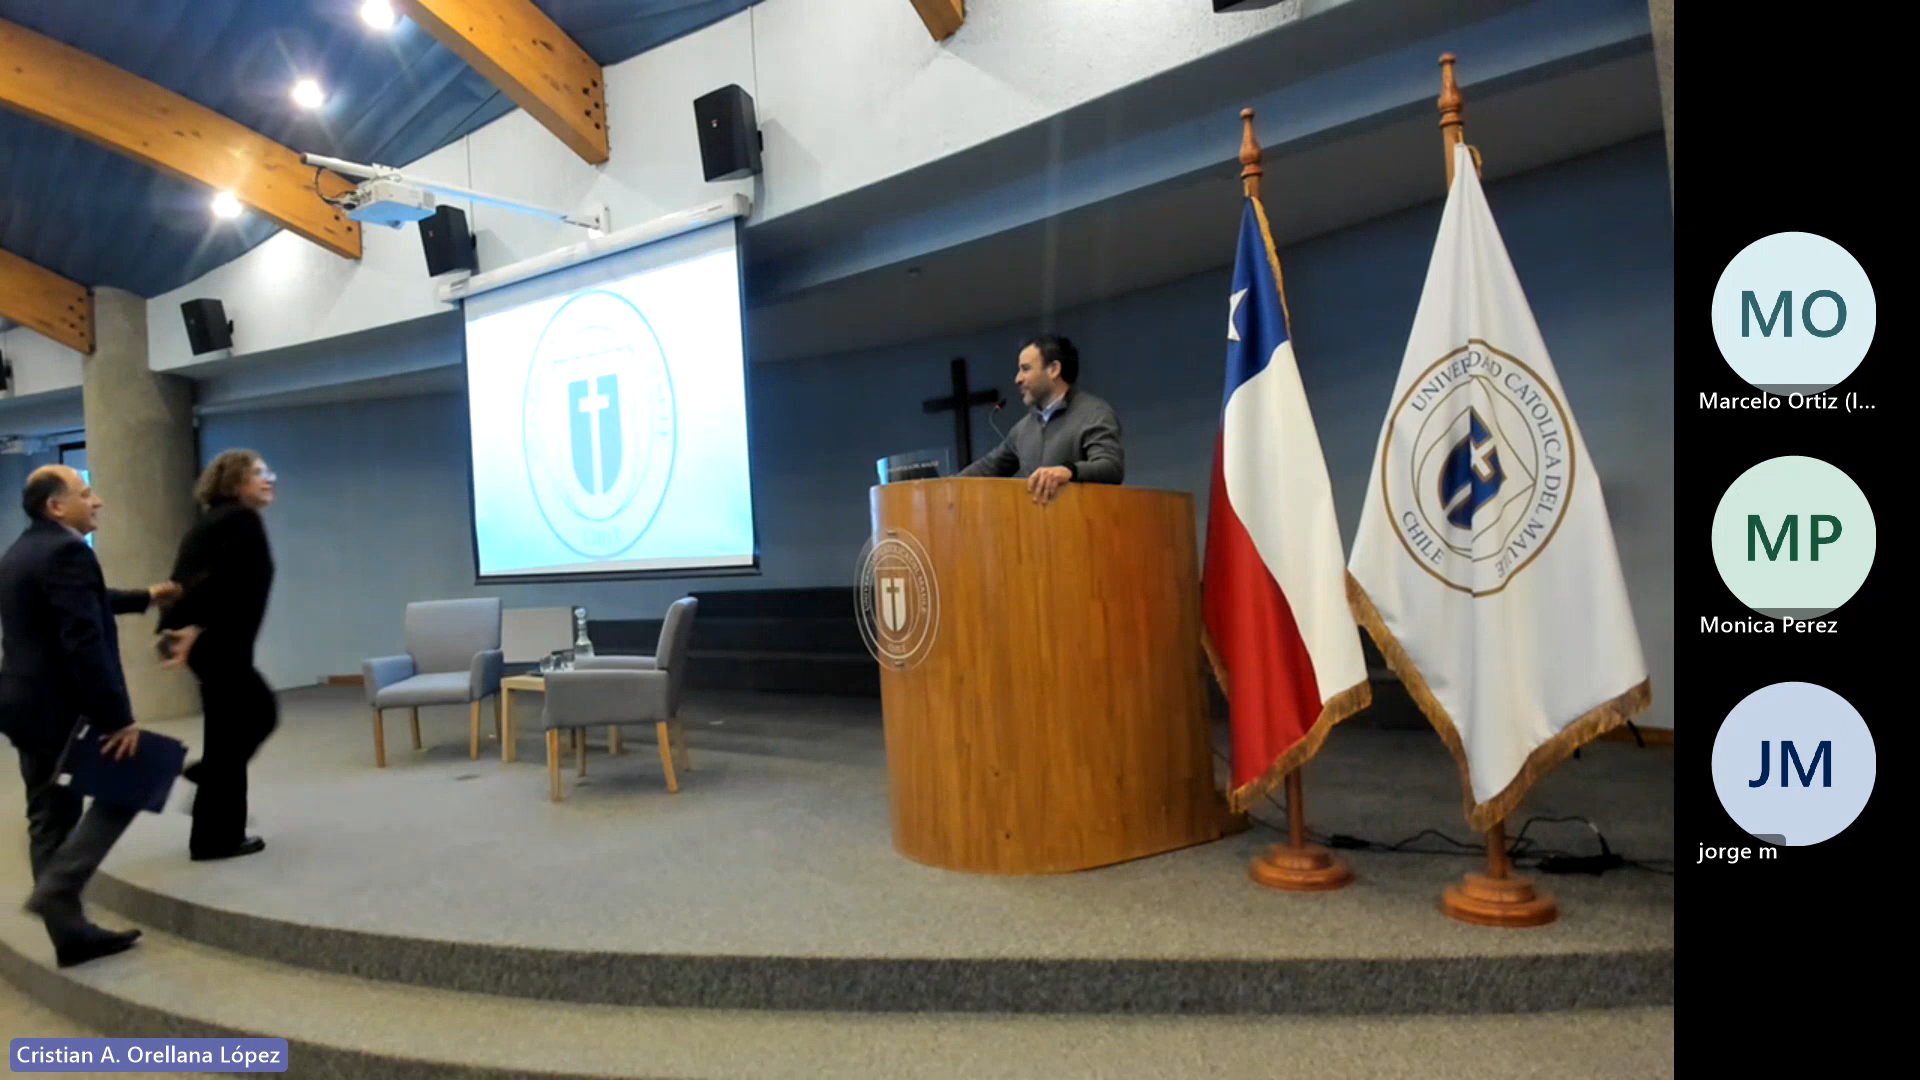 UNIVERSIDAD CATOLICA DEL MAULE
CHILE
MO
Marcelo Ortiz (I...
MP
Monica Perez
JM
jorge m
Cristian A. Orellana López